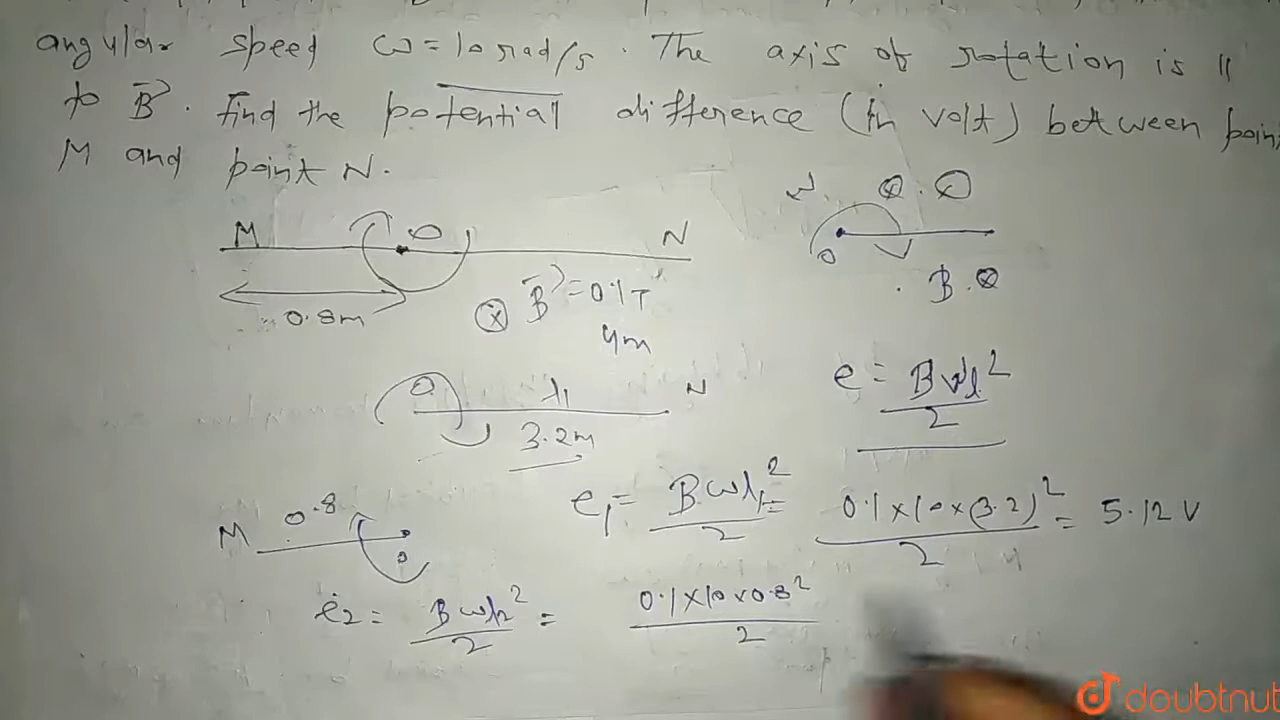 angular speed ω = 10 rad/s. The axis of rotation is ||
to B⃗. find the potential difference (in volt) between point
M and point N.
M O N
0.8m
⊗ B⃗ = 0.1T
4m
ω. ⊗.
O
B.⊗
O l₁ N
3.2m
e = Bωl²/2
M 0.8
O
e₁ = Bωl₁²/2 = 0.1×10×(3.2)²/2 = 5.12 V
e₂ = Bωl₂²/2 = 0.1×10×0.8²/2
doubtnut